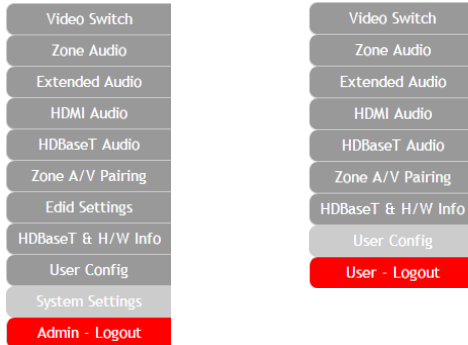 Video Switch
Zone Audio
Extended Audio
HDMI Audio
HDBaseT Audio
Zone A/V Pairing
Edid Settings
HDBaseT & H/W Info
User Config
System Settings
Admin - Logout
Video Switch
Zone Audio
Extended Audio
HDMI Audio
HDBaseT Audio
Zone A/V Pairing
HDBaseT & H/W Info
User Config
User - Logout